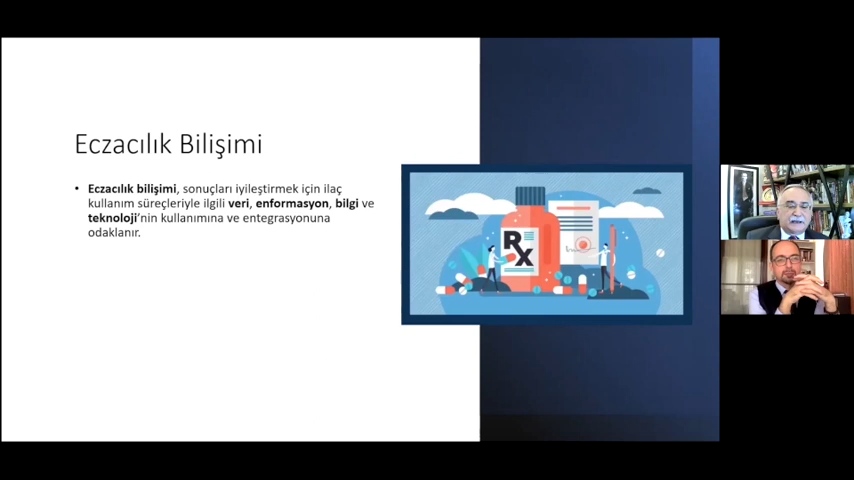 Eczacılık Bilişimi
• Eczacılık bilişimi, sonuçları iyileştirmek için ilaç
kullanım süreçleriyle ilgili veri, enformasyon, bilgi ve
teknoloji'nin kullanımına ve entegrasyonuna
odaklanır.
RX